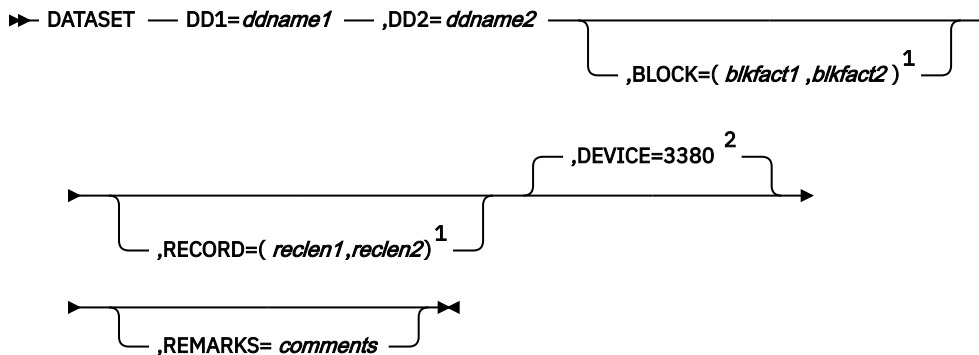 DATASET DD1=ddname1 ,DD2=ddname2
,BLOCK=( blkfact1 ,blkfact2 ) 1
,DEVICE=3380 2
,RECORD=( reclen1,reclen2) 1
,REMARKS= comments